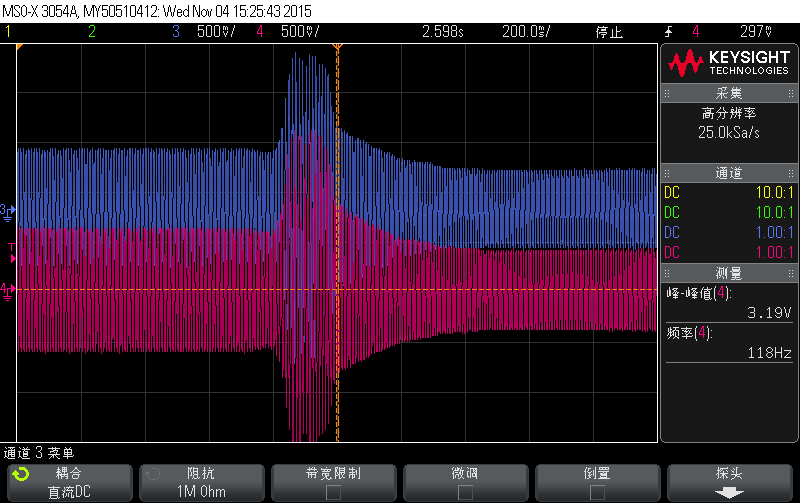 MSO-X 3054A, MY50510412: Wed Nov 04 15:25:43 2015
1 2 3 500mV/ 4 500mV/ 2.598s 200.0ms/ 停止 4 297mV
KEYSIGHT
TECHNOLOGIES
采集
高分辨率
25.0kSa/s
通道
DC 10.0:1
DC 10.0:1
DC 1.00:1
DC 1.00:1
测量
峰-峰值(4):
3.19V
频率(4):
118Hz
3
T
4
通道 3 菜单
耦合
直流DC
阻抗
1M Ohm
带宽限制
微调
倒置
探头